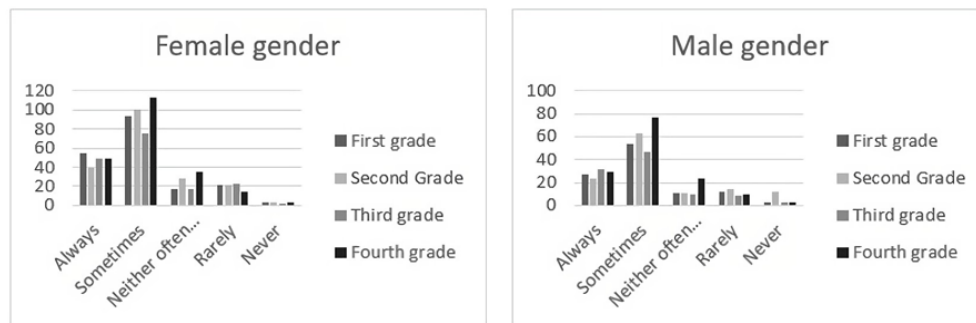 Female gender
120
100
80
60
40
20
0
Always
Sometimes
Neither often...
Rarely
Never
First grade
Second Grade
Third grade
Fourth grade
Male gender
100
80
60
40
20
0
Always
Sometimes
Neither often...
Rarely
Never
First grade
Second Grade
Third grade
Fourth grade